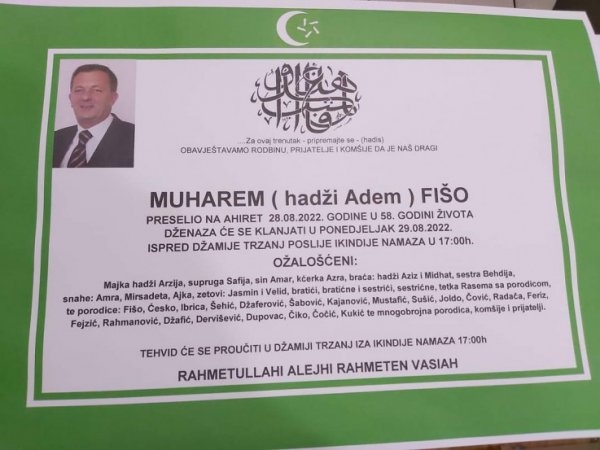 ...Za ovaj trenutak - pripremajte se - (hadis)
OBAVJEŠTAVAMO RODBINU, PRIJATELJE I KOMŠIJE DA JE NAŠ DRAGI
MUHAREM ( hadži Adem ) FIŠO
PRESELIO NA AHIRET 28.08.2022. GODINE U 58. GODINI ŽIVOTA
DŽENAZA ĆE SE KLANJATI U PONEDJELJAK 29.08.2022.
ISPRED DŽAMIJE TRZANJ POSLIJE IKINDIJE NAMAZA U 17:00h.
OŽALOŠĆENI:
Majka hadži Arzija, supruga Safija, sin Amar, kćerka Azra, braća: hadži Aziz i Midhat, sestra Behdija,
snahe: Amra, Mirsadeta, Ajka, zetovi: Jasmin i Velid, bratići, bratične i sestrići, sestrične, tetka Rasema sa porodicom,
te porodice: Fišo, Ćesko, Ibrica, Šehić, Džaferović, Šabović, Kajanović, Mustafić, Sušić, Joldo, Čović, Radača, Feriz,
Fejzić, Rahmanović, Džafić, Dervišević, Dupovac, Čiko, Čočić, Kukić te mnogobrojna porodica, komšije i prijatelji.
TEHVID ĆE SE PROUČITI U DŽAMIJI TRZANJ IZA IKINDIJE NAMAZA 17:00h
RAHMETULLAHI ALEJHI RAHMETEN VASIAH